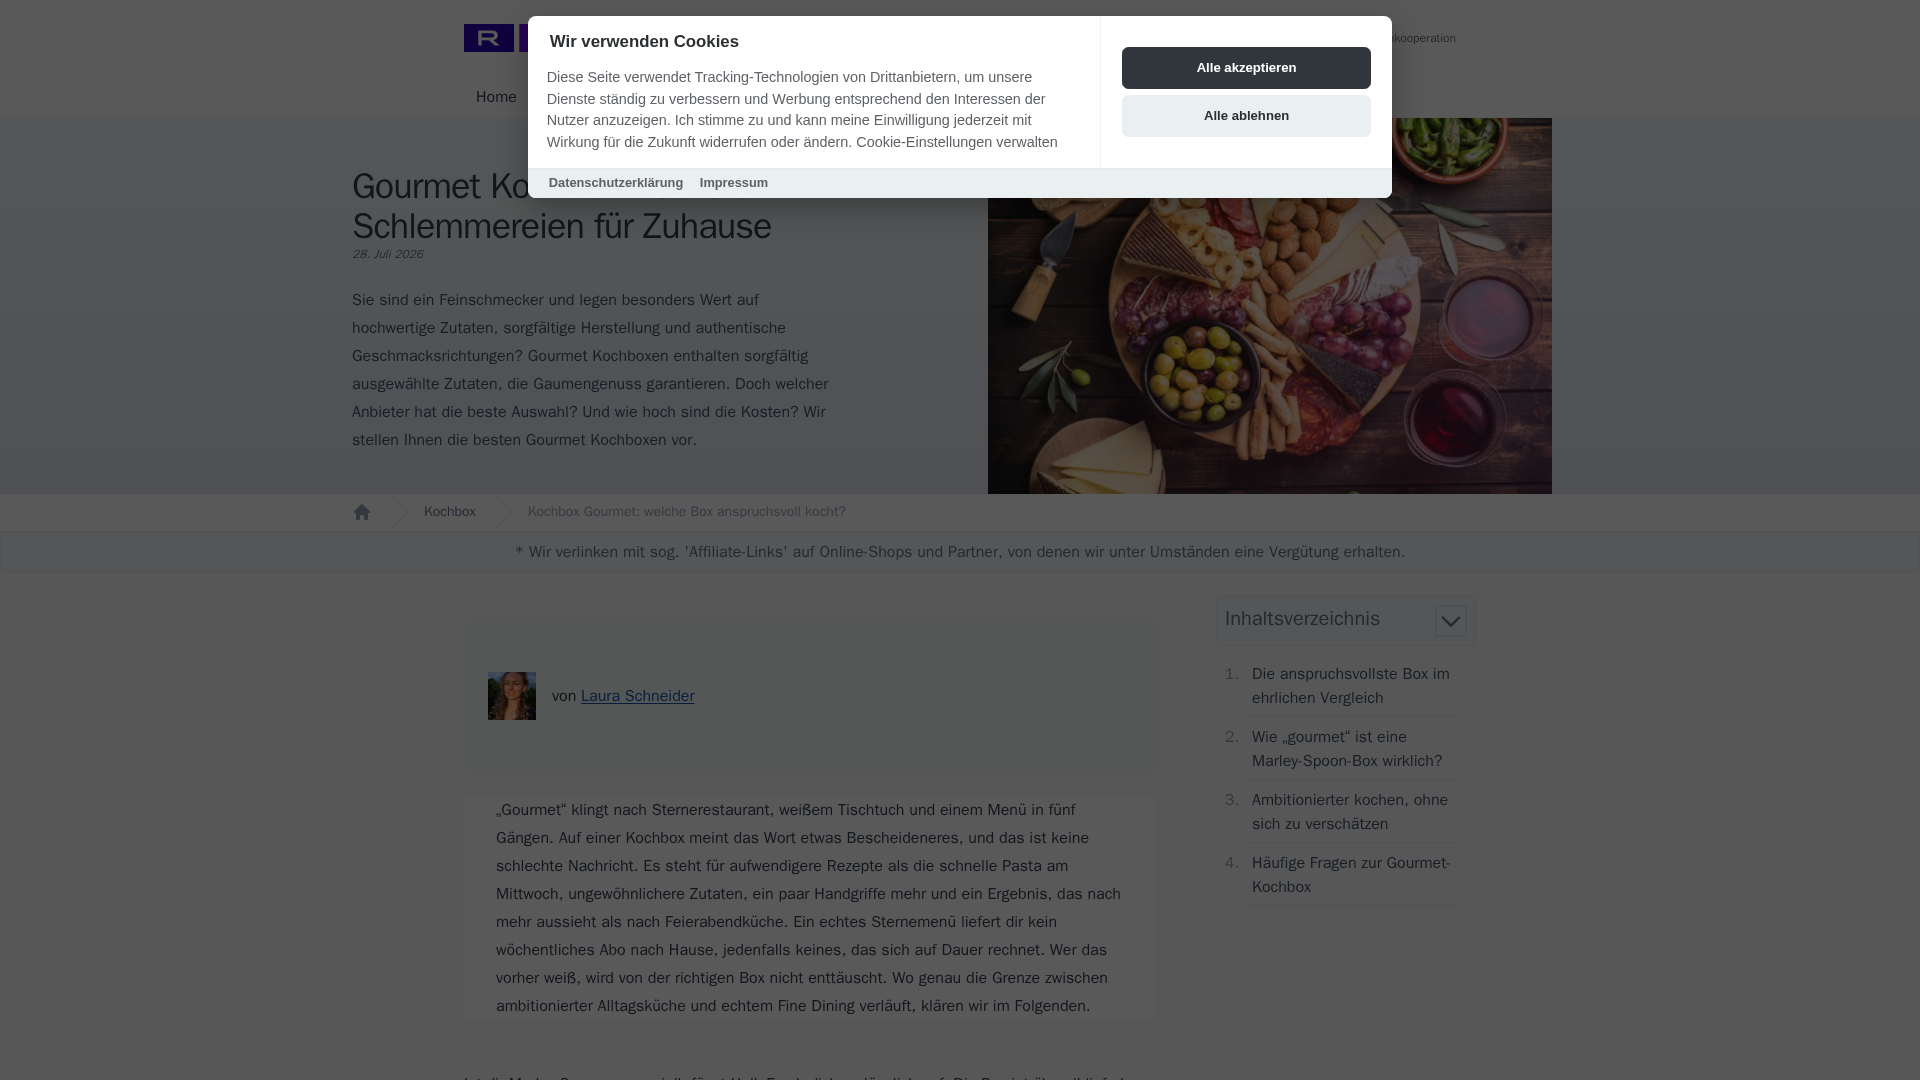 R
Wir verwenden Cookies
Diese Seite verwendet Tracking-Technologien von Drittanbietern, um unsere
Dienste ständig zu verbessern und Werbung entsprechend den Interessen der
Nutzer anzuzeigen. Ich stimme zu und kann meine Einwilligung jederzeit mit
Wirkung für die Zukunft widerrufen oder ändern. Cookie-Einstellungen verwalten
Alle akzeptieren
Alle ablehnen
Datenschutzerklärung Impressum
Home
Gourmet
Schlemmereien für Zuhause
28. Juli 2026
Sie sind ein Feinschmecker und legen besonders Wert auf
hochwertige Zutaten, sorgfältige Herstellung und authentische
Geschmacksrichtungen? Gourmet Kochboxen enthalten sorgfältig
ausgewählte Zutaten, die Gaumengenuss garantieren. Doch welcher
Anbieter hat die beste Auswahl? Und wie hoch sind die Kosten? Wir
stellen Ihnen die besten Gourmet Kochboxen vor.
Kochbox Kochbox Gourmet: welche Box anspruchsvoll kocht?
* Wir verlinken mit sog. 'Affiliate-Links' auf Online-Shops und Partner, von denen wir unter Umständen eine Vergütung erhalten.
von Laura Schneider
„Gourmet“ klingt nach Sternerestaurant, weißem Tischtuch und einem Menü in fünf
Gängen. Auf einer Kochbox meint das Wort etwas Bescheideneres, und das ist keine
schlechte Nachricht. Es steht für aufwendigere Rezepte als die schnelle Pasta am
Mittwoch, ungewöhnlichere Zutaten, ein paar Handgriffe mehr und ein Ergebnis, das nach
mehr aussieht als nach Feierabendküche. Ein echtes Sternemenü liefert dir kein
wöchentliches Abo nach Hause, jedenfalls keines, das sich auf Dauer rechnet. Wer das
vorher weiß, wird von der richtigen Box nicht enttäuscht. Wo genau die Grenze zwischen
ambitionierter Alltagsküche und echtem Fine Dining verläuft, klären wir im Folgenden.
Inhaltsverzeichnis
1. Die anspruchsvollste Box im
ehrlichen Vergleich
2. Wie „gourmet“ ist eine
Marley-Spoon-Box wirklich?
3. Ambitionierter kochen, ohne
sich zu verschätzen
4. Häufige Fragen zur Gourmet-
Kochbox